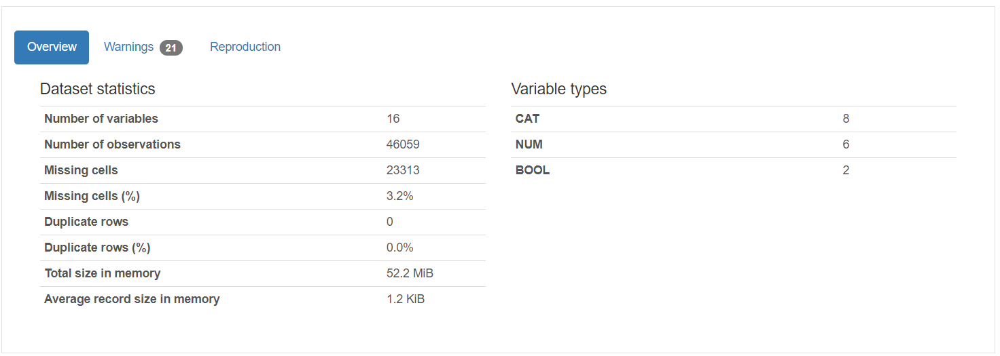 Overview Warnings 21 Reproduction
Dataset statistics
Number of variables 16
Number of observations 46059
Missing cells 23313
Missing cells (%) 3.2%
Duplicate rows 0
Duplicate rows (%) 0.0%
Total size in memory 52.2 MiB
Average record size in memory 1.2 KiB
Variable types
CAT 8
NUM 6
BOOL 2